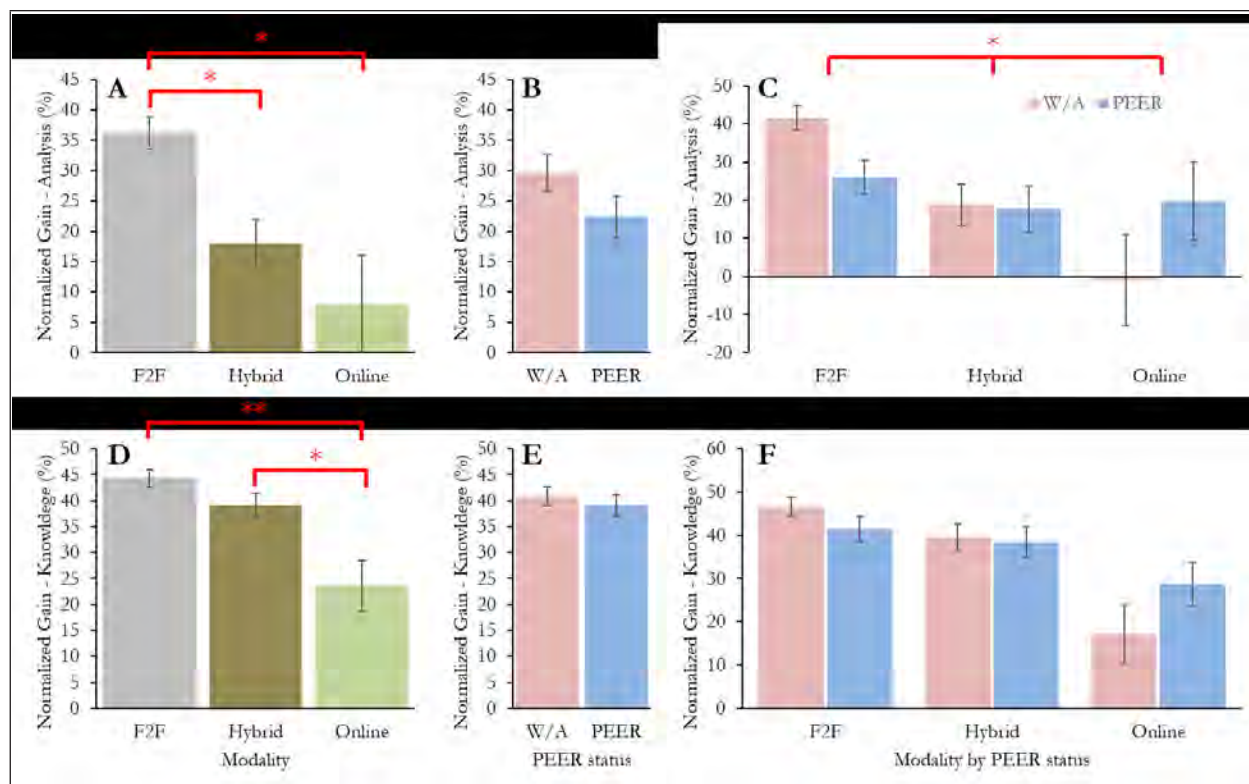 *
*
*
A
Normalized Gain - Analysis (%)
45
40
35
30
25
20
15
10
5
0
F2F Hybrid Online
B
Normalized Gain - Analysis (%)
45
40
35
30
25
20
15
10
5
0
W/A PEER
C
W/A PEER
Normalized Gain - Analysis (%)
50
40
30
20
10
0
-10
-20
F2F Hybrid Online
**
*
D
Normalized Gain - Knowldege (%)
50
45
40
35
30
25
20
15
10
5
0
F2F Hybrid Online
Modality
E
Normalized Gain - Knowledge (%)
50
45
40
35
30
25
20
15
10
5
0
W/A PEER
PEER status
F
Normalized Gain - Knowledge (%)
60
50
40
30
20
10
0
F2F Hybrid Online
Modality by PEER status